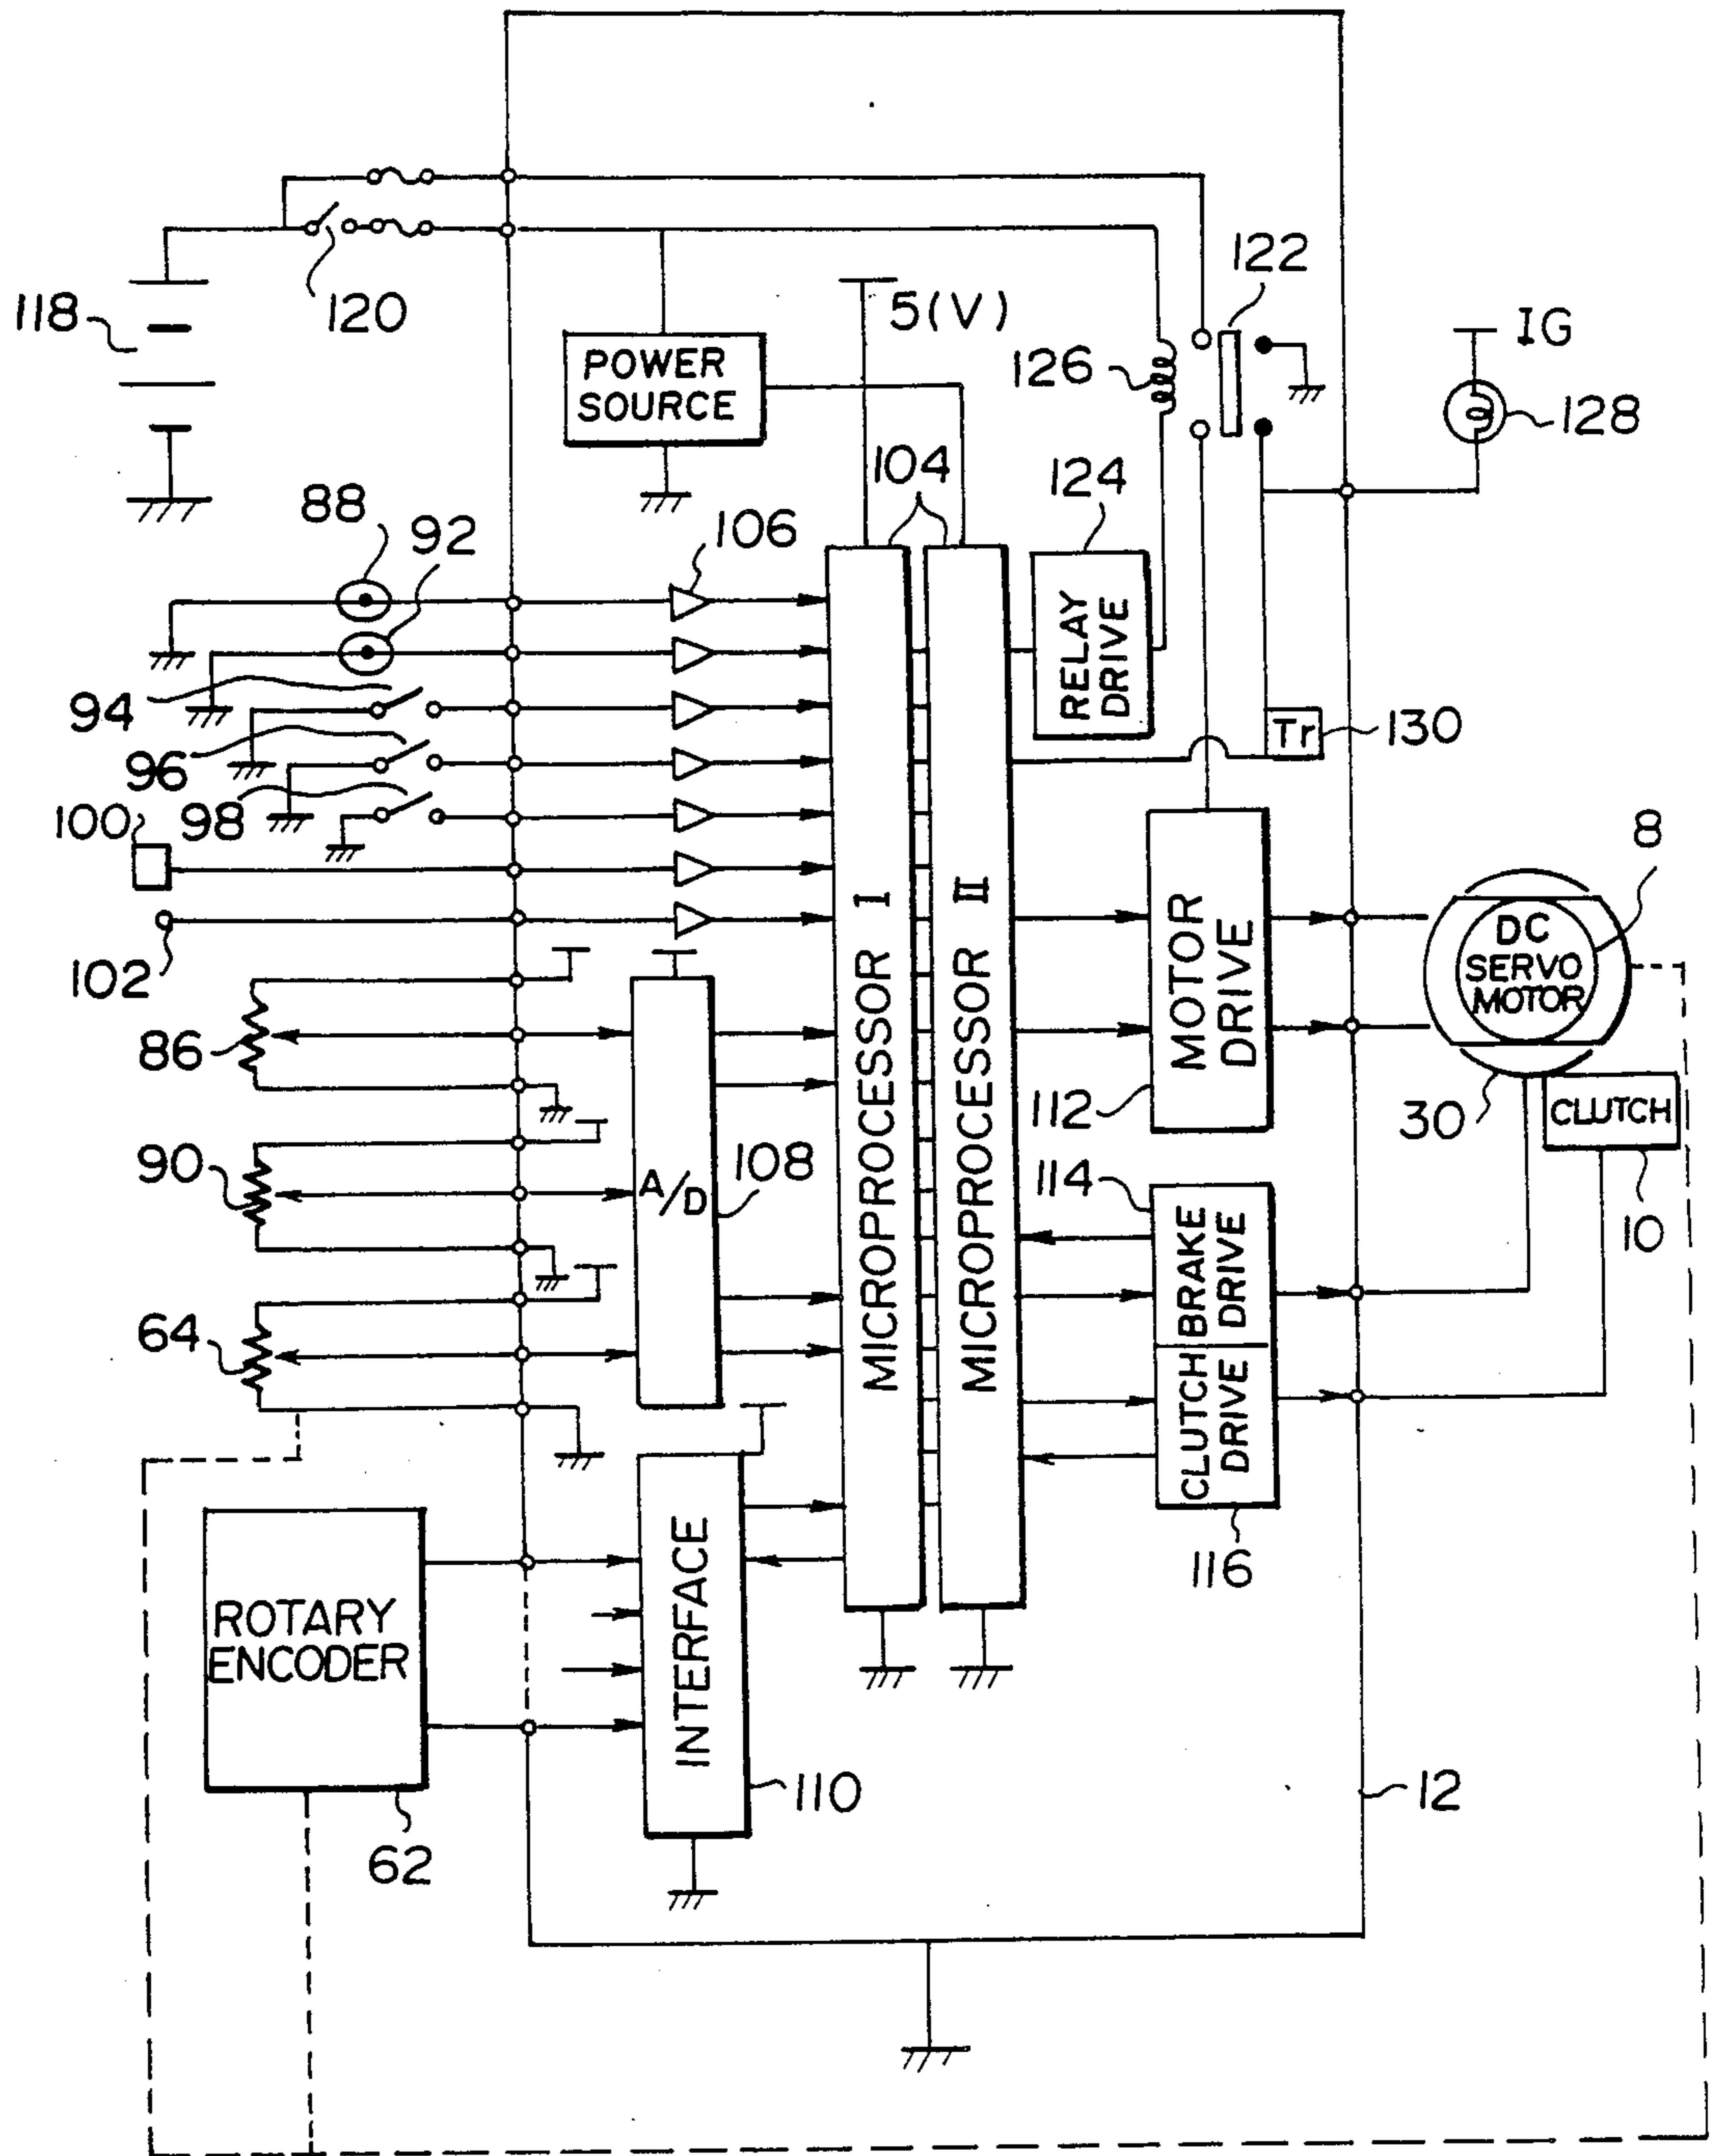 122
118
120
5(V)
IG
POWER
SOURCE
126
128
104
124
88
92
106
RELAY
DRIVE
94
Tr
130
96
98
100
8
102
DC
SERVO
MOTOR
MOTOR
DRIVE
MICROPROCESSOR I
MICROPROCESSOR II
86
112
30
CLUTCH
90
A/D
108
114
10
BRAKE
DRIVE
64
CLUTCH
DRIVE
116
ROTARY
ENCODER
INTERFACE
110
12
62